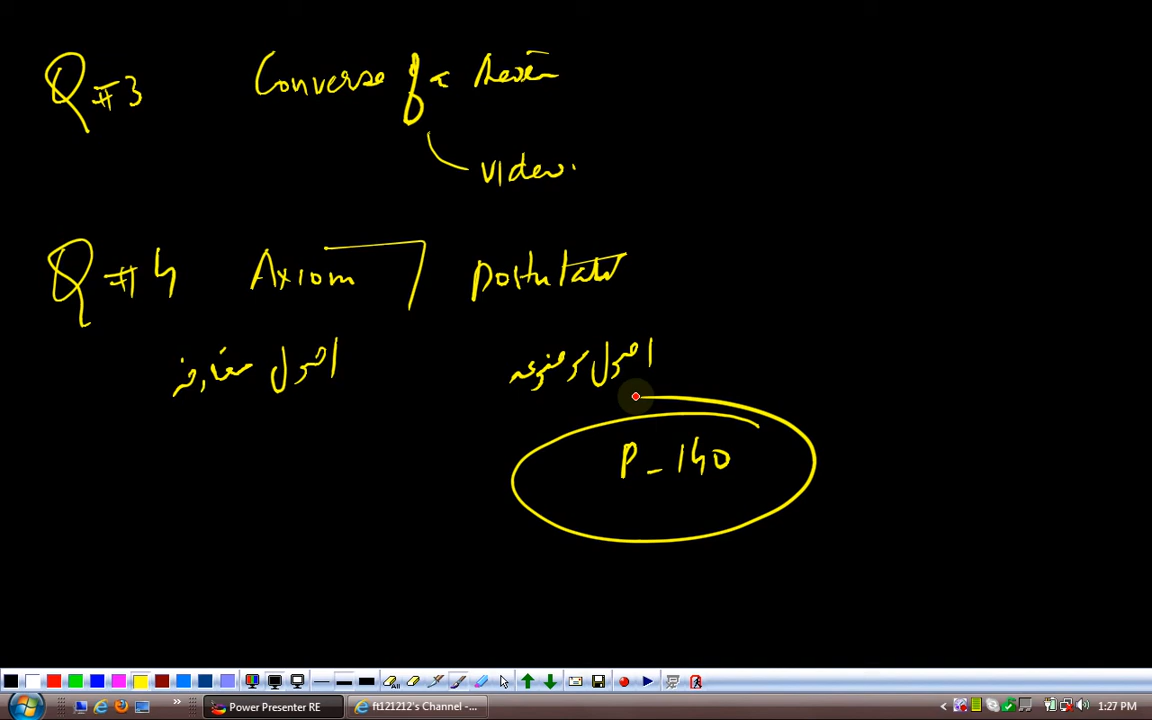 Q #3 Converse of a theorem
video.
Q #4 Axiom Postulate
اصول متعارفہ اصول موضوعہ
P - 140
Power Presenter RE
ft121212's Channel - ...
1:27 PM